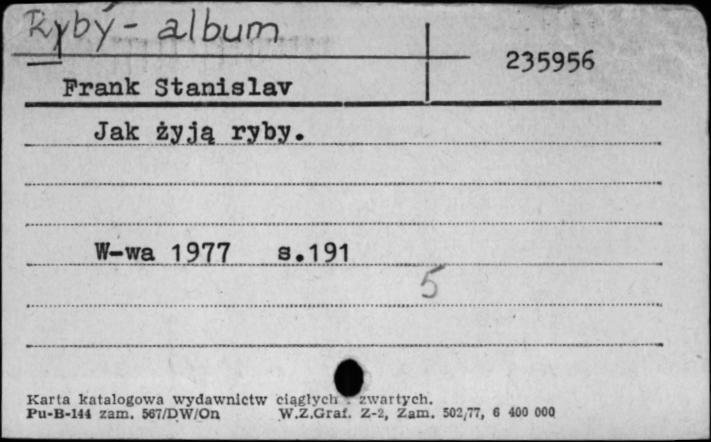 Ryby - album
235956
Frank Stanislav
Jak żyją ryby.
W-wa 1977 s.191
5
Karta katalogowa wydawnictw ciągłych zwartych.
Pu-B-144 zam. 567/DW/On W.Z.Graf. Z-2, Zam. 502/77, 6 400 000